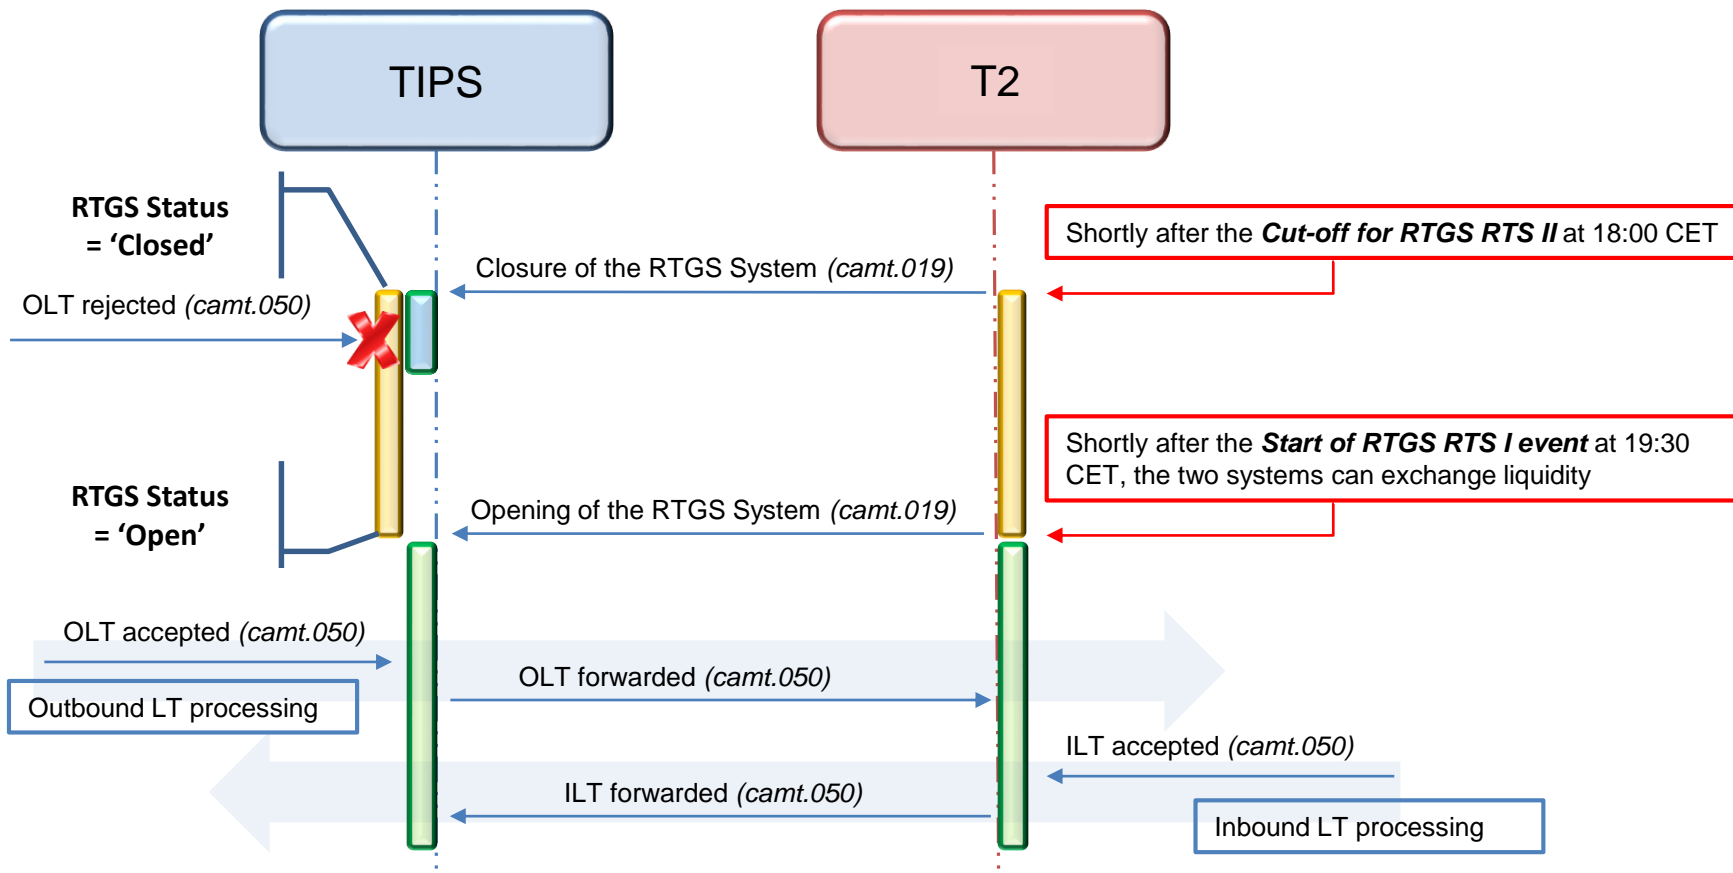 TIPS
T2
RTGS Status
= ‘Closed’
Shortly after the Cut-off for RTGS RTS II at 18:00 CET
Closure of the RTGS System (camt.019)
OLT rejected (camt.050)
Shortly after the Start of RTGS RTS I event at 19:30
CET, the two systems can exchange liquidity
RTGS Status
= ‘Open’
Opening of the RTGS System (camt.019)
OLT accepted (camt.050)
OLT forwarded (camt.050)
Outbound LT processing
ILT accepted (camt.050)
ILT forwarded (camt.050)
Inbound LT processing